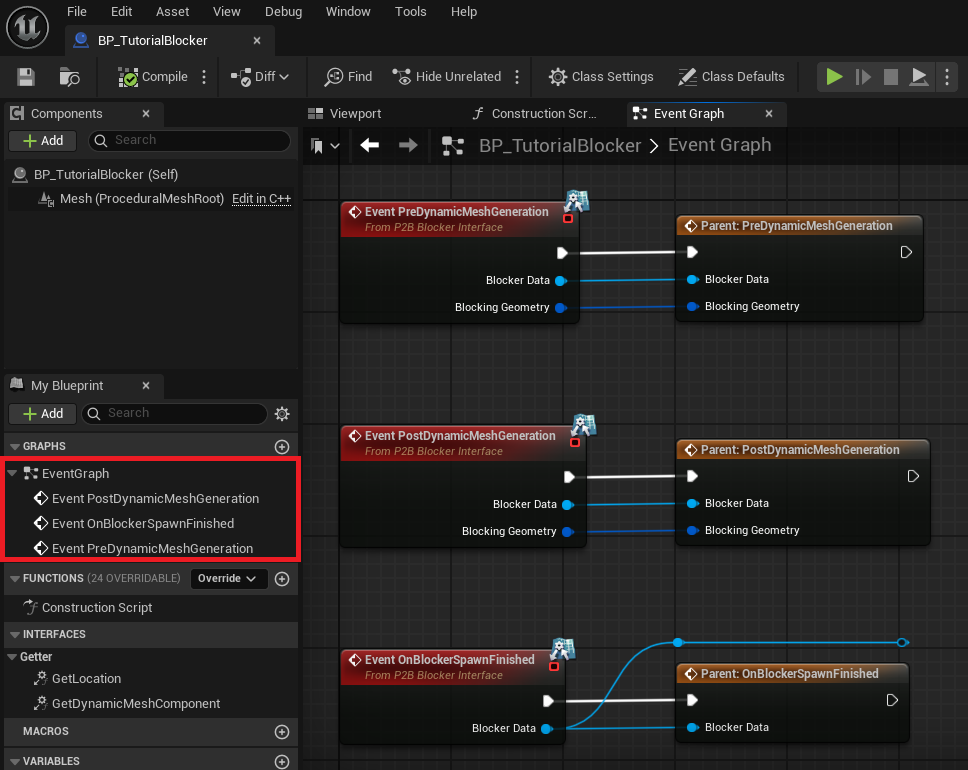 File Edit Asset View Debug Window Tools Help
BP_TutorialBlocker
Compile Diff Find Hide Unrelated Class Settings Class Defaults
Components
Add Search
BP_TutorialBlocker (Self)
Mesh (ProceduralMeshRoot) Edit in C++
My Blueprint
Add Search
GRAPHS
EventGraph
Event PostDynamicMeshGeneration
Event OnBlockerSpawnFinished
Event PreDynamicMeshGeneration
FUNCTIONS (24 OVERRIDABLE) Override
Construction Script
INTERFACES
Getter
GetLocation
GetDynamicMeshComponent
MACROS
VARIABLES
Viewport Construction Scr... Event Graph
BP_TutorialBlocker > Event Graph
Event PreDynamicMeshGeneration
From P2B Blocker Interface
Blocker Data
Blocking Geometry
Parent: PreDynamicMeshGeneration
Blocker Data
Blocking Geometry
Event PostDynamicMeshGeneration
From P2B Blocker Interface
Blocker Data
Blocking Geometry
Parent: PostDynamicMeshGeneration
Blocker Data
Blocking Geometry
Event OnBlockerSpawnFinished
From P2B Blocker Interface
Blocker Data
Parent: OnBlockerSpawnFinished
Blocker Data